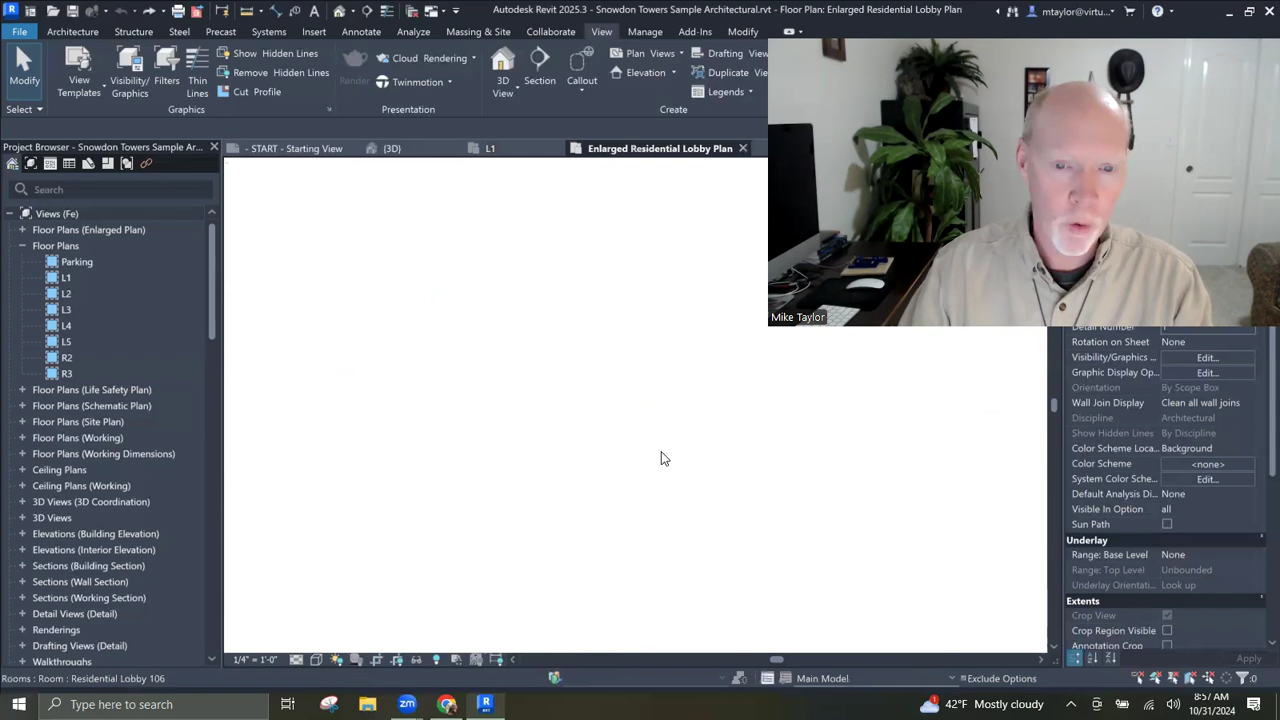 Autodesk Revit 2025.3 - Snowdon Towers Sample Architectural.rvt - Floor Plan: Enlarged Residential Lobby Plan
mtaylor@virtu...
File Architecture Structure Steel Precast Systems Insert Annotate Analyze Massing & Site Collaborate View Manage Add-Ins Modify
Modify
View Templates
Visibility/ Graphics
Filters
Thin Lines
Show Hidden Lines
Remove Hidden Lines
Cut Profile
Render
Cloud Rendering
Twinmotion
3D View
Section
Callout
Plan Views
Elevation
Drafting Vi
Duplicate Vi
Legends
Select
Graphics
Presentation
Create
Project Browser - Snowdon Towers Sample Ar...
- START - Starting View
{3D}
L1
Enlarged Residential Lobby Plan
Search
Views (Fe)
Floor Plans (Enlarged Plan)
Floor Plans
Parking
L1
L2
L3
L4
L5
R2
R3
Floor Plans (Life Safety Plan)
Floor Plans (Schematic Plan)
Floor Plans (Site Plan)
Floor Plans (Working)
Floor Plans (Working Dimensions)
Ceiling Plans
Ceiling Plans (Working)
3D Views (3D Coordination)
3D Views
Elevations (Building Elevation)
Elevations (Interior Elevation)
Sections (Building Section)
Sections (Wall Section)
Sections (Working)
Detail Views (Detail)
Renderings
Drafting Views (Detail)
Walkthroughs
Mike Taylor
Detail Number 1
Rotation on Sheet None
Visibility/Graphics ... Edit...
Graphic Display Op... Edit...
Orientation By Scope Box
Wall Join Display Clean all wall joins
Discipline Architectural
Show Hidden Lines By Discipline
Color Scheme Loca... Background
Color Scheme <none>
System Color Sche... Edit...
Default Analysis Di... None
Visible In Option all
Sun Path
Underlay
Range: Base Level None
Range: Top Level Unbounded
Underlay Orientati... Look up
Extents
Crop View
Crop Region Visible
Annotation Crop
Apply
1/4" = 1'-0"
Rooms : Room : Residential Lobby 106
Main Model
Exclude Options
:0
Type here to search
42°F Mostly cloudy
8:57 AM
10/31/2024